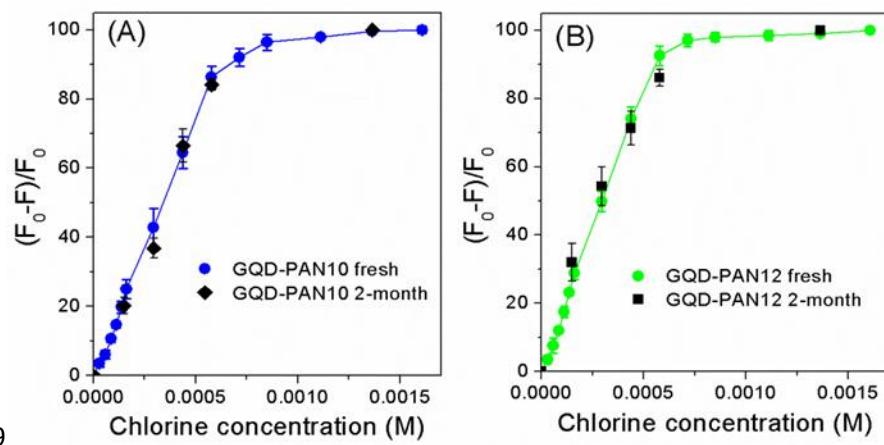 (A)
(F0-F)/F0
100
80
60
40
20
0
GQD-PAN10 fresh
GQD-PAN10 2-month
0.0000 0.0005 0.0010 0.0015
Chlorine concentration (M)
(B)
(F0-F)/F0
100
80
60
40
20
0
GQD-PAN12 fresh
GQD-PAN12 2-month
0.0000 0.0005 0.0010 0.0015
Chlorine concentration (M)
9